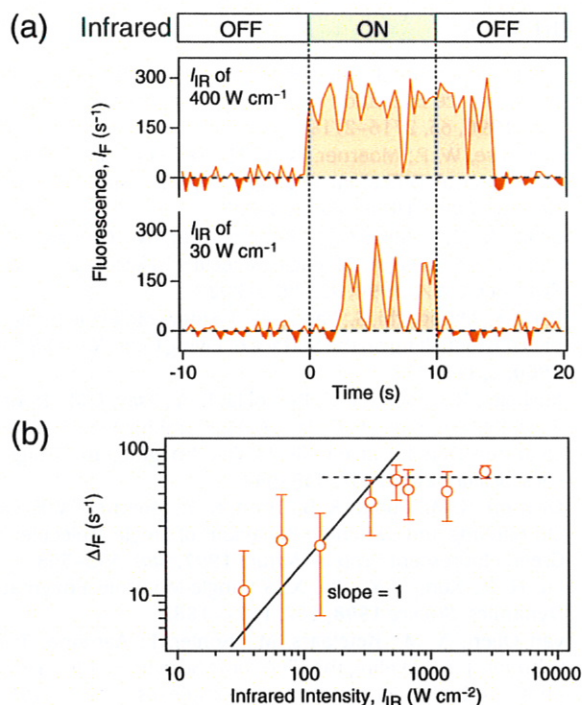 (a) Infrared OFF ON OFF
I_IR of
400 W cm⁻¹
300
150
0
I_IR of
30 W cm⁻¹
300
150
0
Fluorescence, I_F (s⁻¹)
-10 0 10 20
Time (s)
(b)
100
10
ΔI_F (s⁻¹)
slope = 1
10 100 1000 10000
Infrared Intensity, I_IR (W cm⁻²)